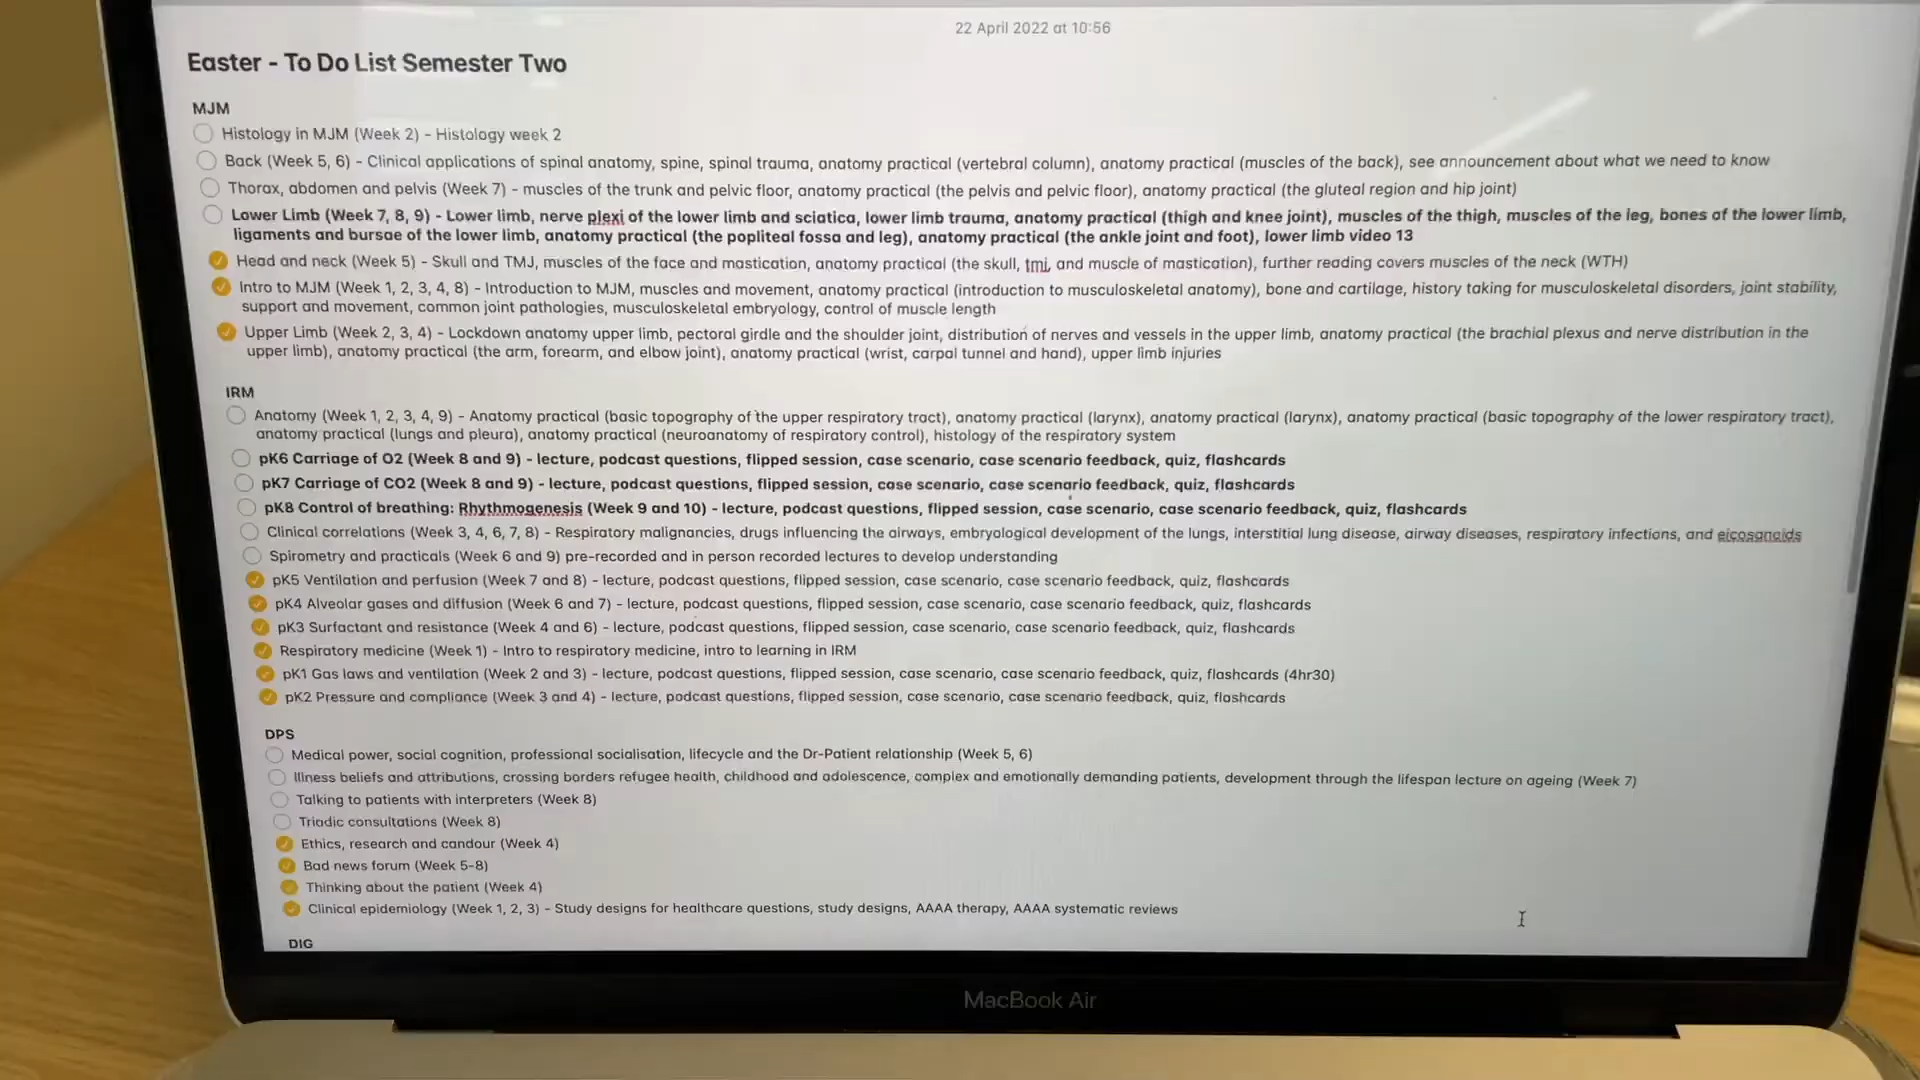 22 April 2022 at 10:56
Easter - To Do List Semester Two
MJM
Histology in MJM (Week 2) - Histology week 2
Back (Week 5, 6) - Clinical applications of spinal anatomy, spine, spinal trauma, anatomy practical (vertebral column), anatomy practical (muscles of the back), see announcement about what we need to know
Thorax, abdomen and pelvis (Week 7) - muscles of the trunk and pelvic floor, anatomy practical (the pelvis and pelvic floor), anatomy practical (the gluteal region and hip joint)
Lower Limb (Week 7, 8, 9) - Lower limb, nerve plexi of the lower limb and sciatica, lower limb trauma, anatomy practical (thigh and knee joint), muscles of the thigh, muscles of the leg, bones of the lower limb,
ligaments and bursae of the lower limb, anatomy practical (the popliteal fossa and leg), anatomy practical (the ankle joint and foot), lower limb video 13
Head and neck (Week 5) - Skull and TMJ, muscles of the face and mastication, anatomy practical (the skull, tmj, and muscle of mastication), further reading covers muscles of the neck (WTH)
Intro to MJM (Week 1, 2, 3, 4, 8) - Introduction to MJM, muscles and movement, anatomy practical (introduction to musculoskeletal anatomy), bone and cartilage, history taking for musculoskeletal disorders, joint stability,
support and movement, common joint pathologies, musculoskeletal embryology, control of muscle length
Upper Limb (Week 2, 3, 4) - Lockdown anatomy upper limb, pectoral girdle and the shoulder joint, distribution of nerves and vessels in the upper limb, anatomy practical (the brachial plexus and nerve distribution in the
upper limb), anatomy practical (the arm, forearm, and elbow joint), anatomy practical (wrist, carpal tunnel and hand), upper limb injuries
IRM
Anatomy (Week 1, 2, 3, 4, 9) - Anatomy practical (basic topography of the upper respiratory tract), anatomy practical (larynx), anatomy practical (larynx), anatomy practical (basic topography of the lower respiratory tract),
anatomy practical (lungs and pleura), anatomy practical (neuroanatomy of respiratory control), histology of the respiratory system
pK6 Carriage of O2 (Week 8 and 9) - lecture, podcast questions, flipped session, case scenario, case scenario feedback, quiz, flashcards
pK7 Carriage of CO2 (Week 8 and 9) - lecture, podcast questions, flipped session, case scenario, case scenario feedback, quiz, flashcards
pK8 Control of breathing: Rhythmogenesis (Week 9 and 10) - lecture, podcast questions, flipped session, case scenario, case scenario feedback, quiz, flashcards
Clinical correlations (Week 3, 4, 6, 7, 8) - Respiratory malignancies, drugs influencing the airways, embryological development of the lungs, interstitial lung disease, airway diseases, respiratory infections, and eicosanoids
Spirometry and practicals (Week 6 and 9) pre-recorded and in person recorded lectures to develop understanding
pK5 Ventilation and perfusion (Week 7 and 8) - lecture, podcast questions, flipped session, case scenario, case scenario feedback, quiz, flashcards
pK4 Alveolar gases and diffusion (Week 6 and 7) - lecture, podcast questions, flipped session, case scenario, case scenario feedback, quiz, flashcards
pK3 Surfactant and resistance (Week 4 and 6) - lecture, podcast questions, flipped session, case scenario, case scenario feedback, quiz, flashcards
Respiratory medicine (Week 1) - Intro to respiratory medicine, intro to learning in IRM
pK1 Gas laws and ventilation (Week 2 and 3) - lecture, podcast questions, flipped session, case scenario, case scenario feedback, quiz, flashcards (4hr30)
pK2 Pressure and compliance (Week 3 and 4) - lecture, podcast questions, flipped session, case scenario, case scenario feedback, quiz, flashcards
DPS
Medical power, social cognition, professional socialisation, lifecycle and the Dr-Patient relationship (Week 5, 6)
Illness beliefs and attributions, crossing borders refugee health, childhood and adolescence, complex and emotionally demanding patients, development through the lifespan lecture on ageing (Week 7)
Talking to patients with interpreters (Week 8)
Triadic consultations (Week 8)
Ethics, research and candour (Week 4)
Bad news forum (Week 5-8)
Thinking about the patient (Week 4)
Clinical epidemiology (Week 1, 2, 3) - Study designs for healthcare questions, study designs, AAAA therapy, AAAA systematic reviews
DIG
MacBook Air